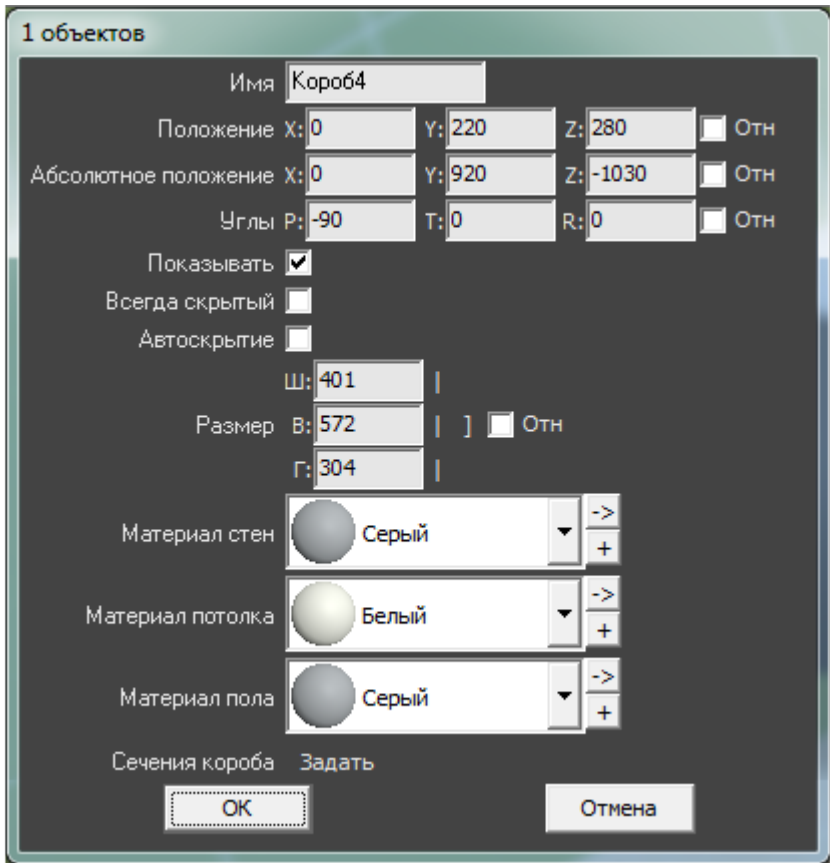 1 объектов
Имя Короб4
Положение X: 0 Y: 220 Z: 280 Отн
Абсолютное положение X: 0 Y: 920 Z: -1030 Отн
Углы P: -90 T: 0 R: 0 Отн
Показывать
Всегда скрытый
Автоскрытие
Ш: 401 |
Размер В: 572 | ] Отн
Г: 304 |
Материал стен Серый ->
+
Материал потолка Белый ->
+
Материал пола Серый ->
+
Сечения короба Задать
OK Отмена